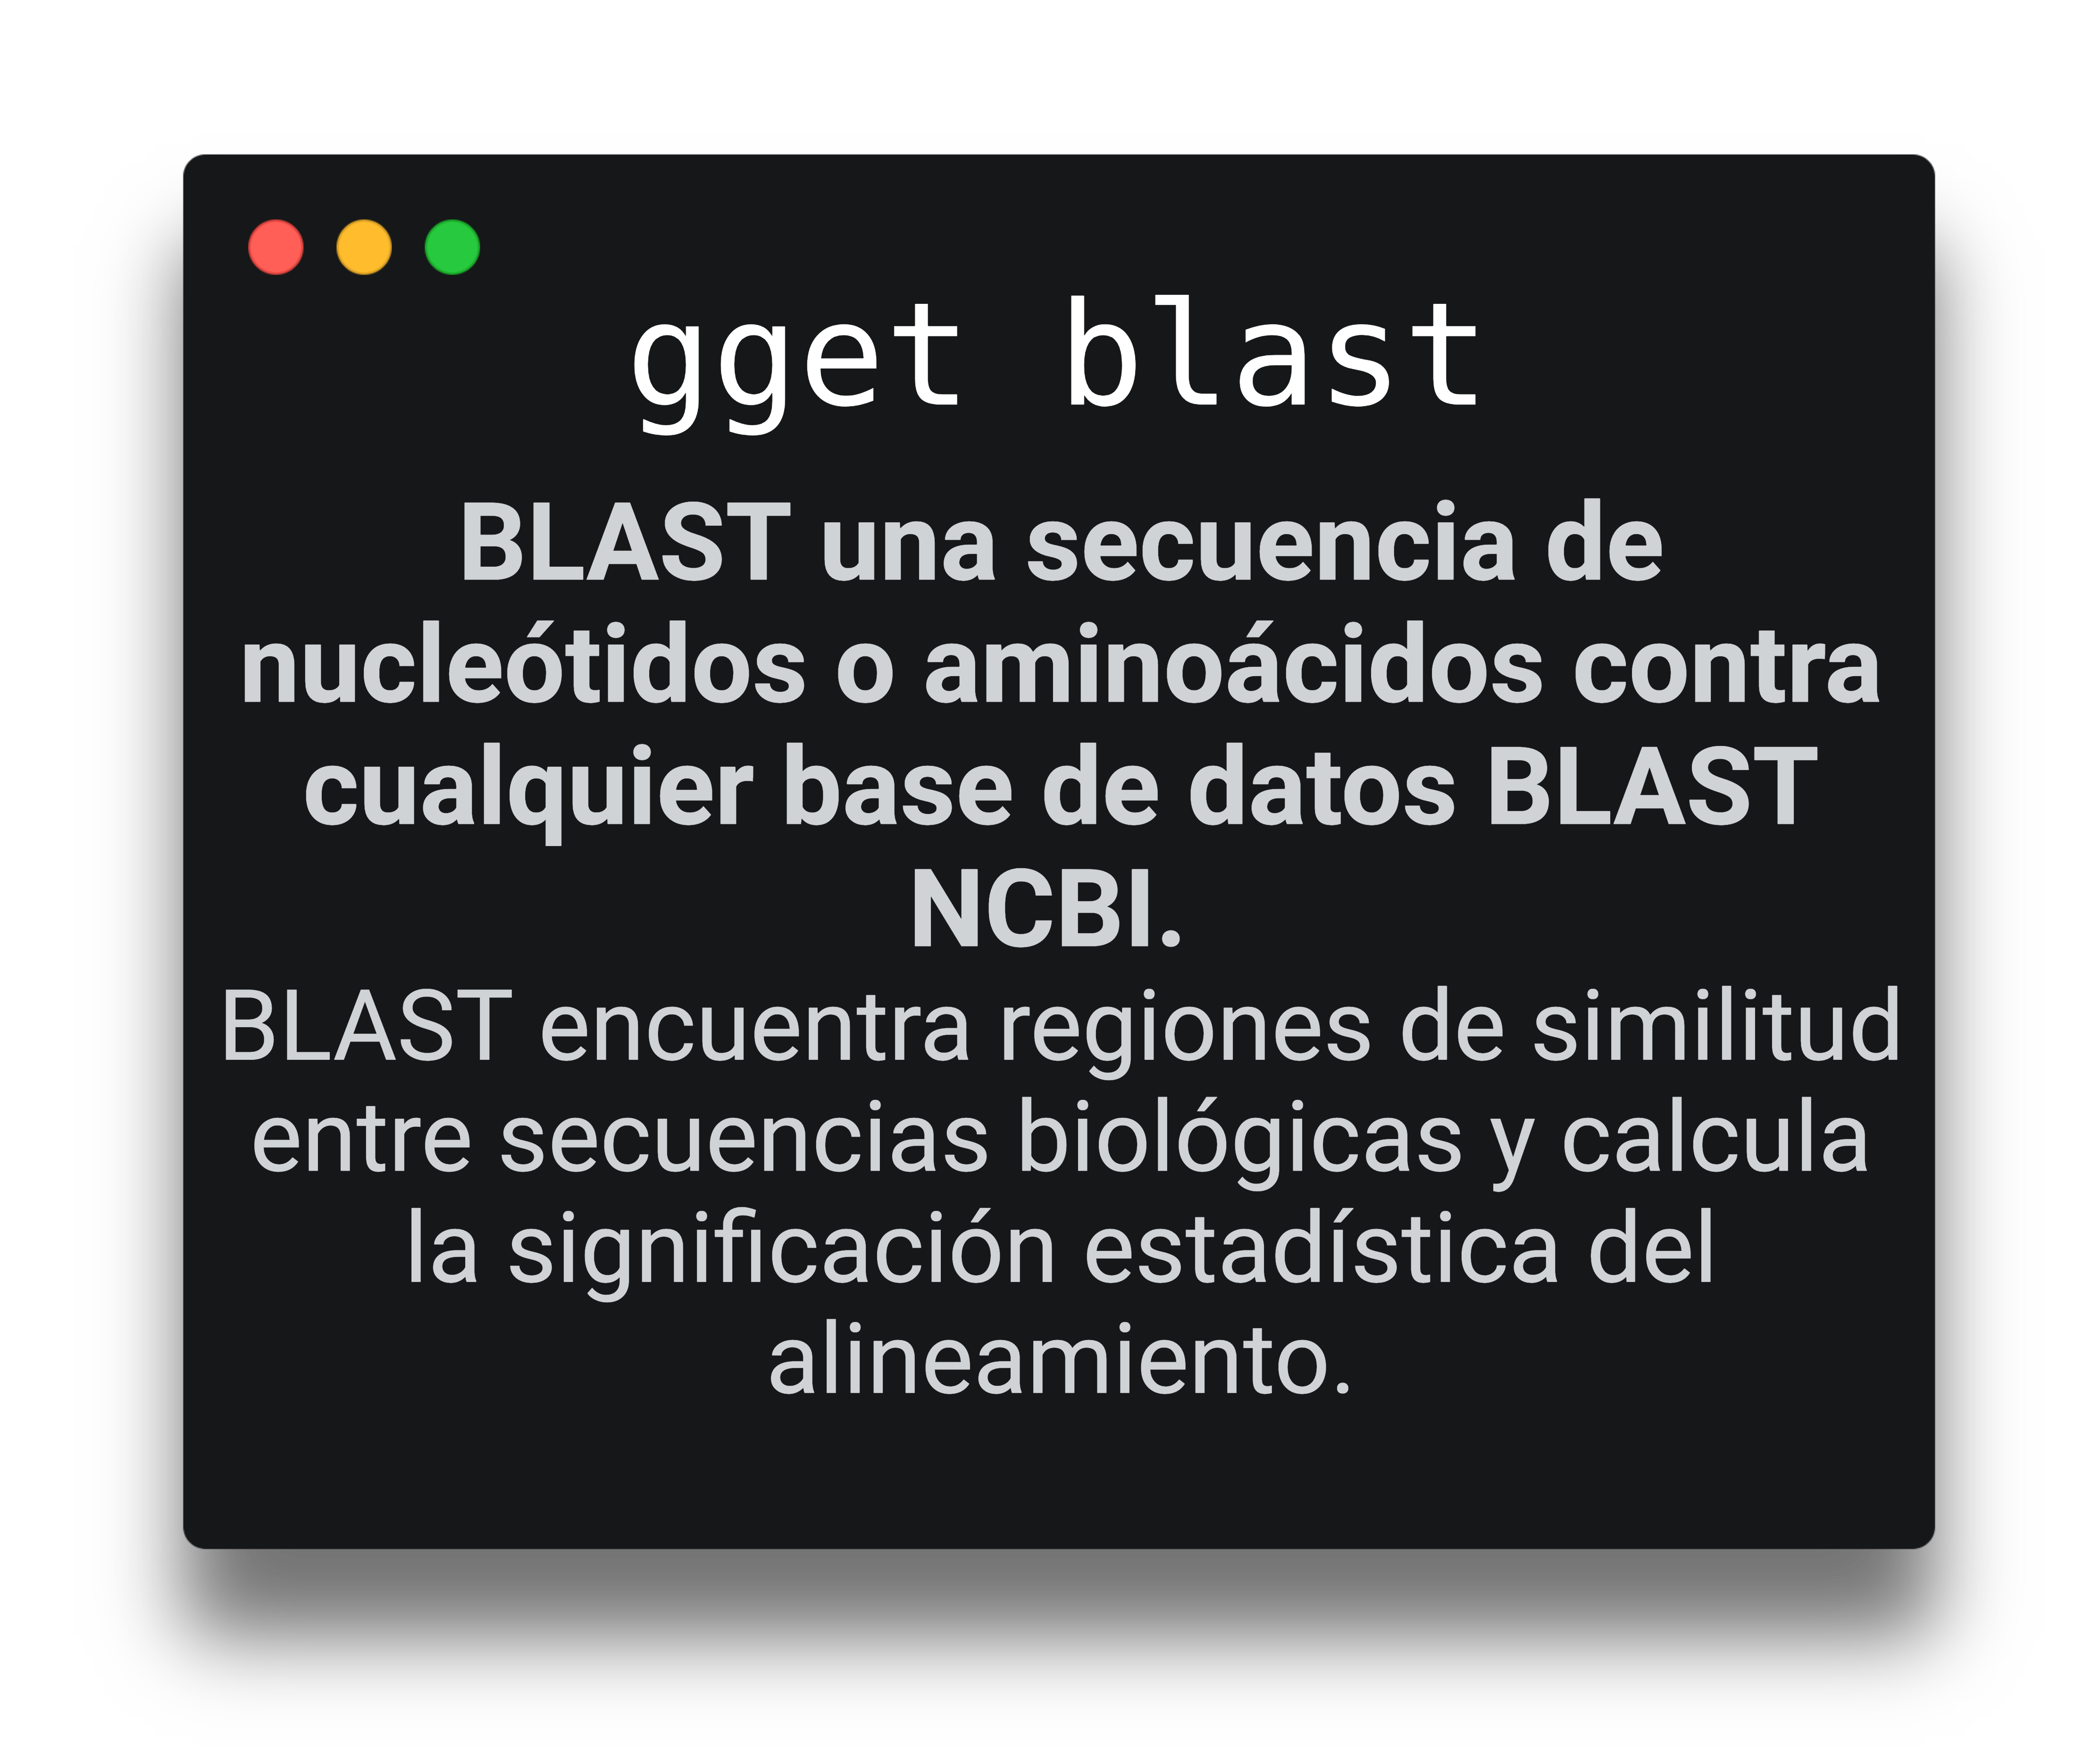 gget blast
BLAST una secuencia de
nucleótidos o aminoácidos contra
cualquier base de datos BLAST
NCBI.
BLAST encuentra regiones de similitud
entre secuencias biológicas y calcula
la significación estadística del
alineamiento.